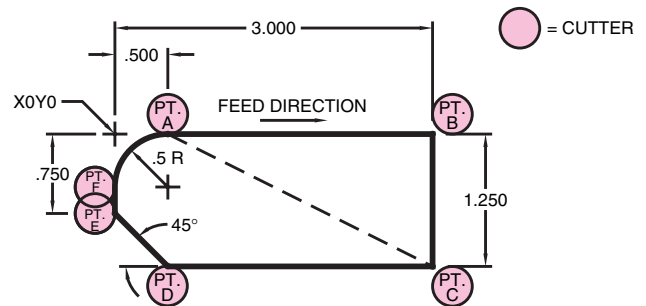 3.000
= CUTTER
.500
X0Y0
PT. A
FEED DIRECTION
PT. B
.750
.5 R
PT. F
PT. E
45°
1.250
PT. D
PT. C